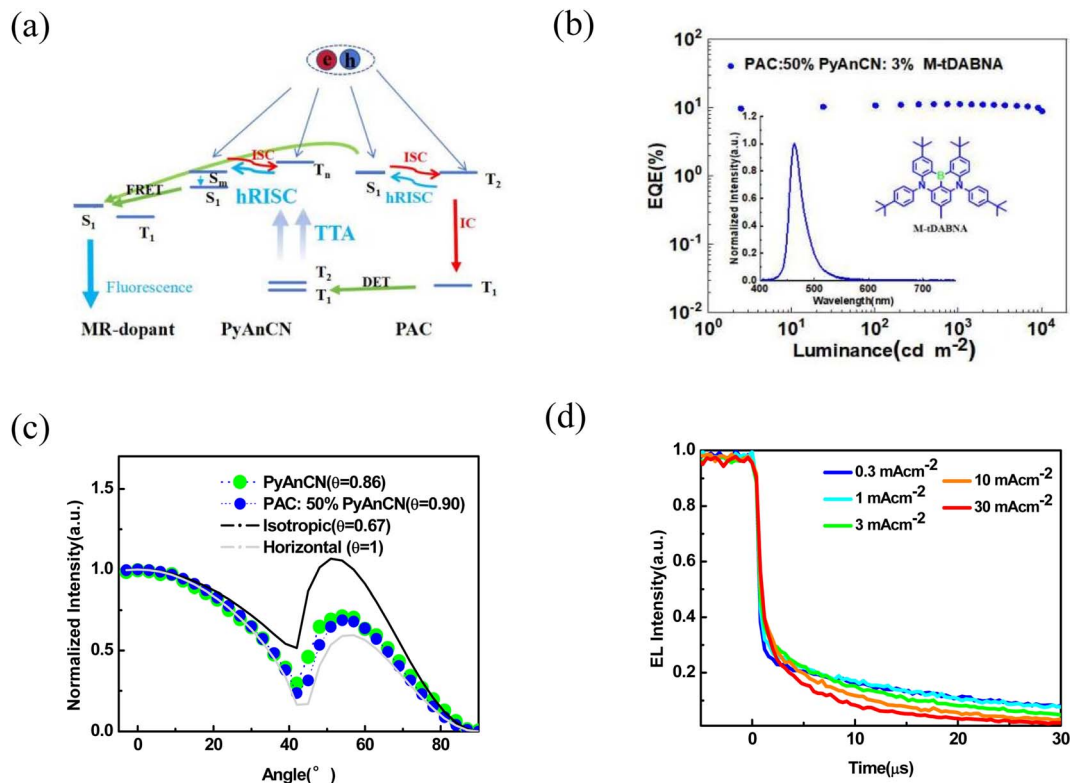 (a)
e h
ISC
Tn
ISC
T2
Sm
S1
hRISC
S1
hRISC
FRET
S1
T1
TTA
IC
Fluorescence
T2
T1
DET
T1
MR-dopant PyAnCN PAC
(b)
EQE(%)
10^2
10^1
10^0
10^-1
10^-2
PAC:50% PyAnCN: 3% M-tDABNA
Normalized Intensity(a.u.)
1.2
1.0
0.8
0.6
0.4
0.2
0.0
400 500 600 700
Wavelength(nm)
B
N N
M-tDABNA
10^0 10^1 10^2 10^3 10^4
Luminance(cd m^-2)
(c)
Normalized Intensity(a.u.)
1.5
1.0
0.5
0.0
PyAnCN(θ=0.86)
PAC: 50% PyAnCN(θ=0.90)
Isotropic(θ=0.67)
Horizontal (θ=1)
0 20 40 60 80
Angle(°)
(d)
EL Intensity(a.u.)
1.0
0.8
0.6
0.4
0.2
0.3 mAcm^-2
1 mAcm^-2
3 mAcm^-2
10 mAcm^-2
30 mAcm^-2
0 10 20 30
Time(μs)